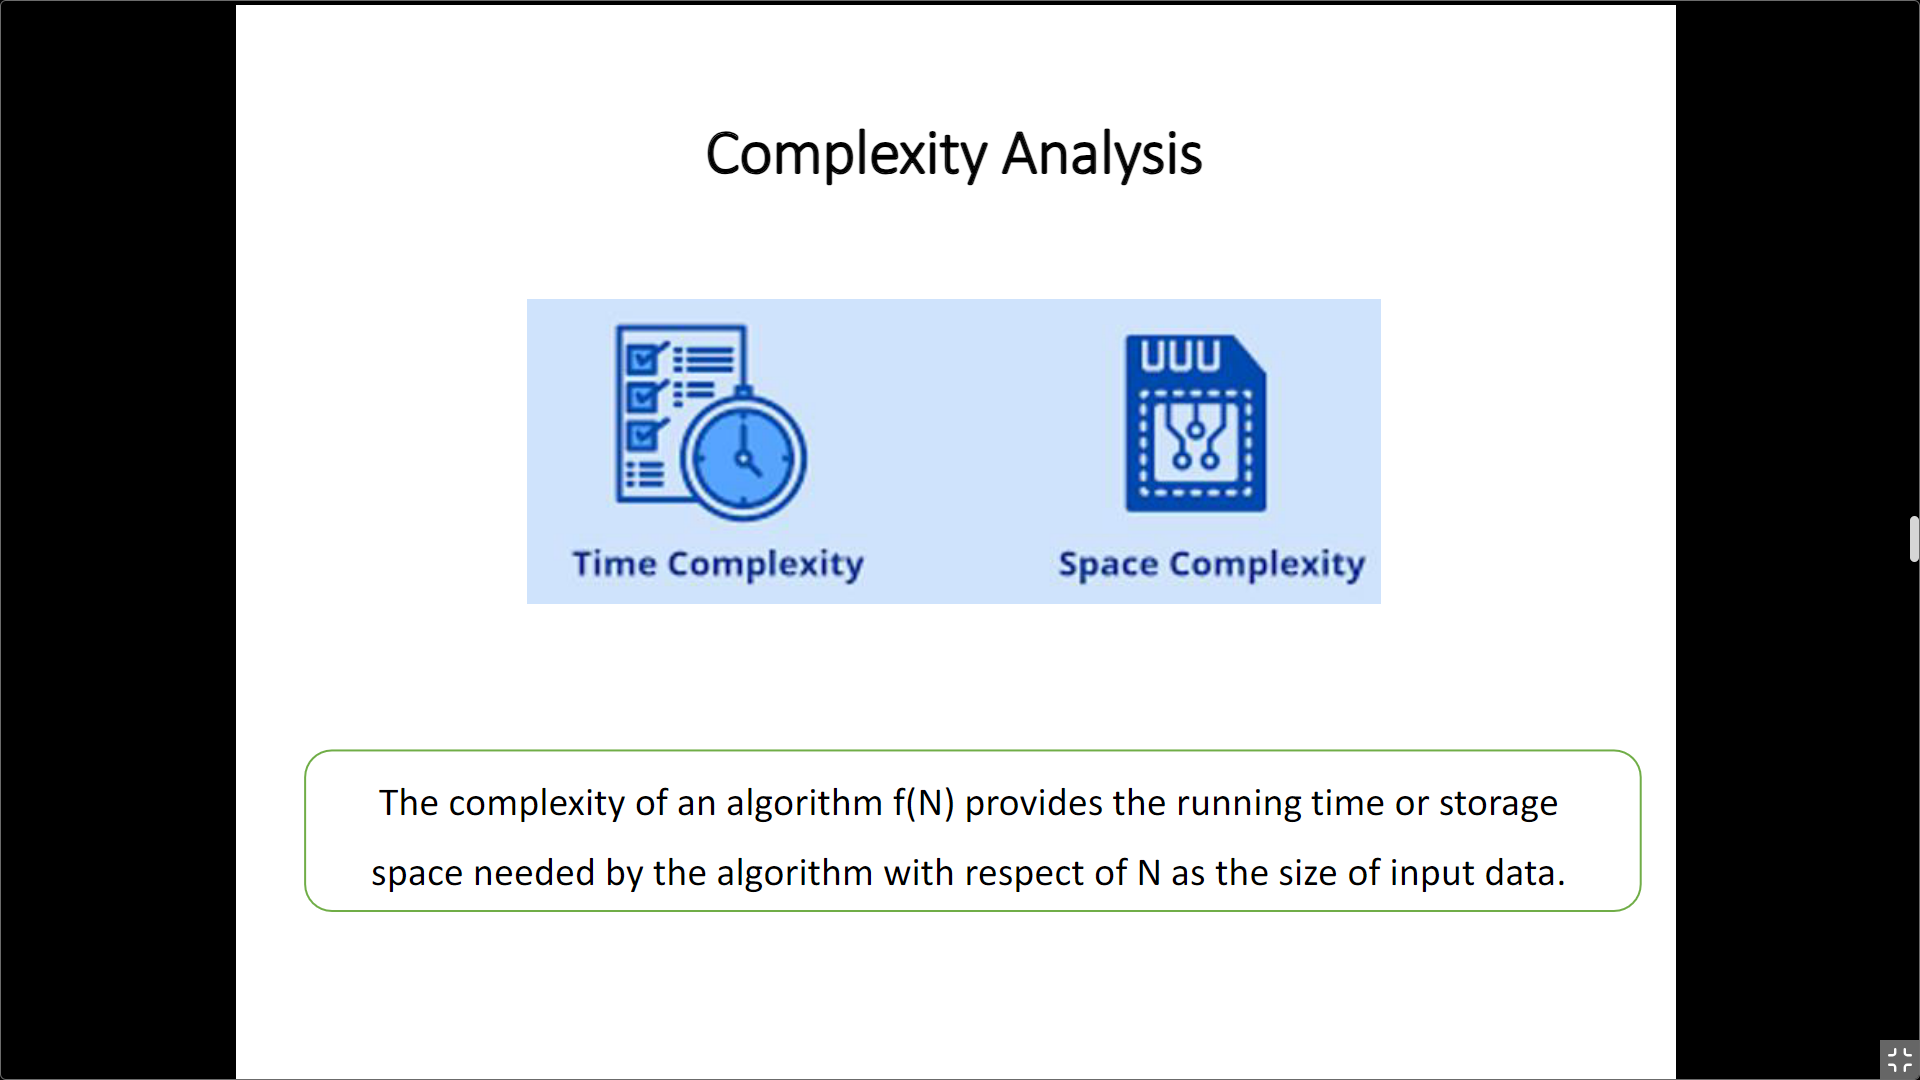 Complexity Analysis
Time Complexity
Space Complexity
The complexity of an algorithm f(N) provides the running time or storage
space needed by the algorithm with respect of N as the size of input data.